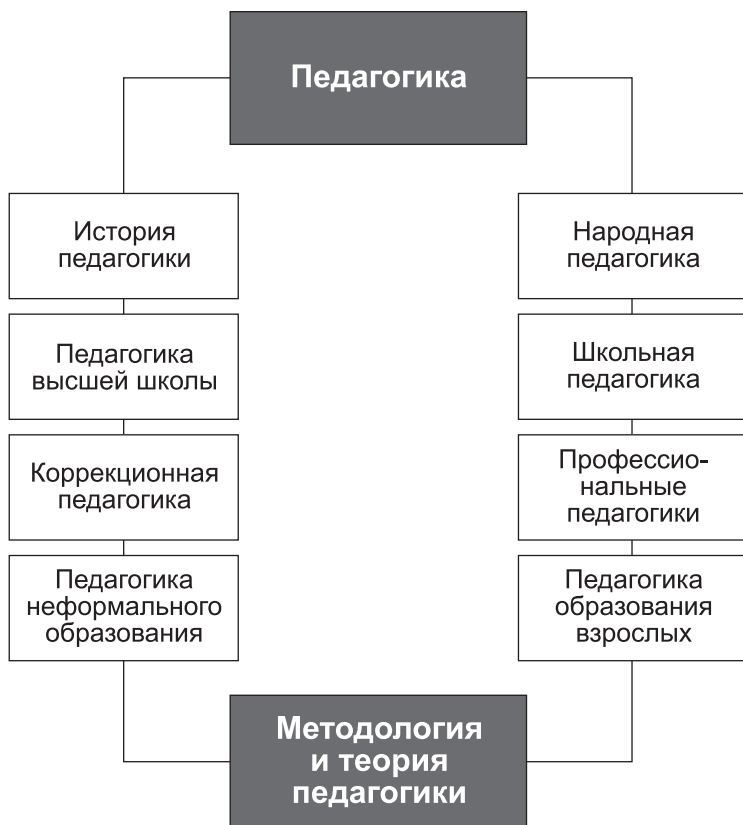 Педагогика
История
педагогики
Народная
педагогика
Педагогика
высшей школы
Школьная
педагогика
Коррекционная
педагогика
Профессио-
нальные
педагогики
Педагогика
неформального
образования
Педагогика
образования
взрослых
Методология
и теория
педагогики